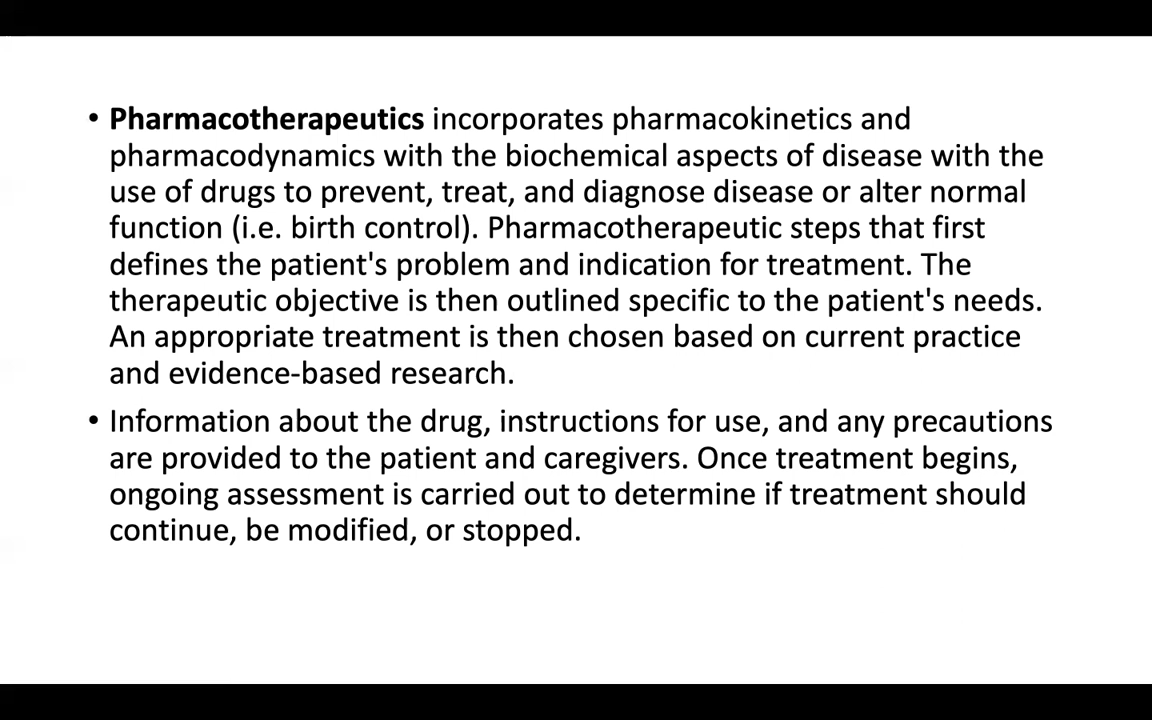 • Pharmacotherapeutics incorporates pharmacokinetics and
pharmacodynamics with the biochemical aspects of disease with the
use of drugs to prevent, treat, and diagnose disease or alter normal
function (i.e. birth control). Pharmacotherapeutic steps that first
defines the patient's problem and indication for treatment. The
therapeutic objective is then outlined specific to the patient's needs.
An appropriate treatment is then chosen based on current practice
and evidence-based research.
• Information about the drug, instructions for use, and any precautions
are provided to the patient and caregivers. Once treatment begins,
ongoing assessment is carried out to determine if treatment should
continue, be modified, or stopped.